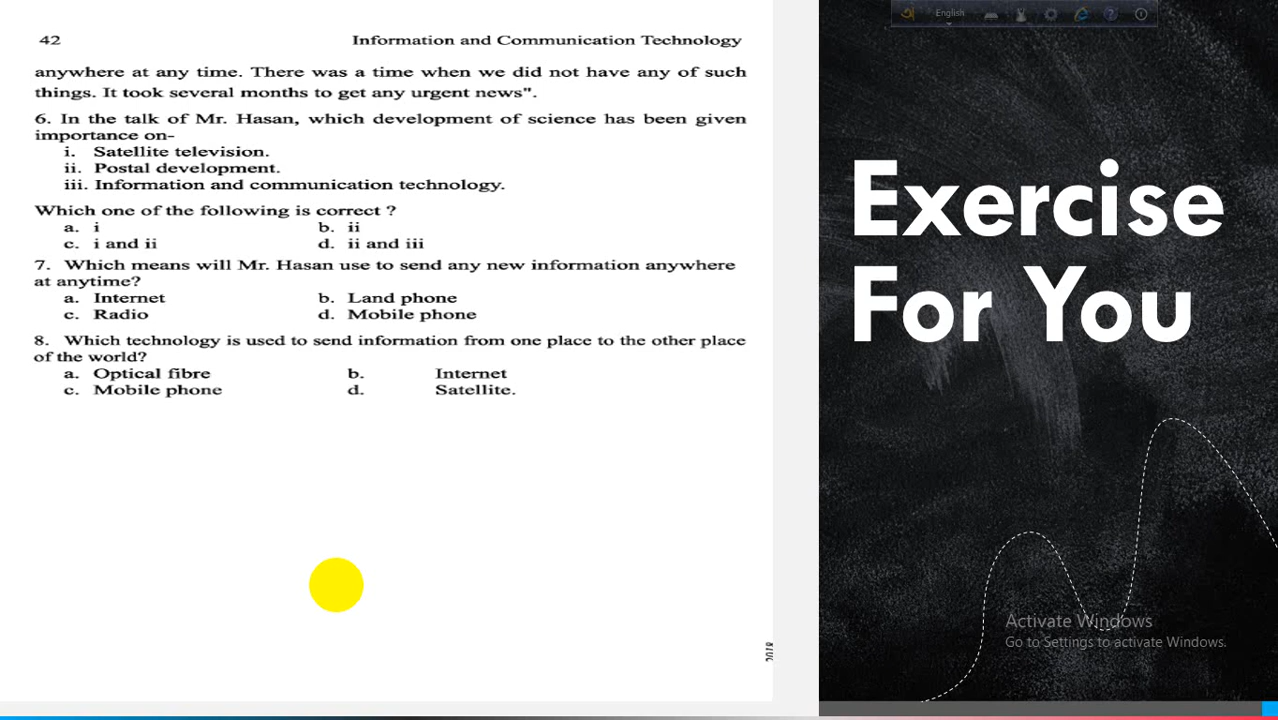 42 Information and Communication Technology
anywhere at any time. There was a time when we did not have any of such
things. It took several months to get any urgent news".
6. In the talk of Mr. Hasan, which development of science has been given
importance on-
i. Satellite television.
ii. Postal development.
iii. Information and communication technology.
Which one of the following is correct ?
a. i b. ii
c. i and ii d. ii and iii
7. Which means will Mr. Hasan use to send any new information anywhere
at anytime?
a. Internet b. Land phone
c. Radio d. Mobile phone
8. Which technology is used to send information from one place to the other place
of the world?
a. Optical fibre b. Internet
c. Mobile phone d. Satellite.
2018
English
Exercise
For You
Activate Windows
Go to Settings to activate Windows.